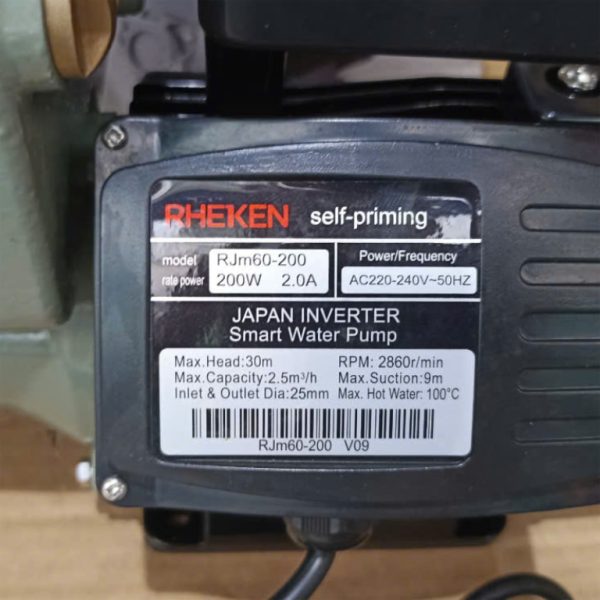 RHEKEN self-priming
model RJm60-200 Power/Frequency
rate power 200W 2.0A AC220-240V~50HZ
JAPAN INVERTER
Smart Water Pump
Max.Head:30m RPM: 2860r/min
Max.Capacity:2.5m³/h Max.Suction:9m
Inlet & Outlet Dia:25mm Max. Hot Water: 100°C
RJm60-200 V09